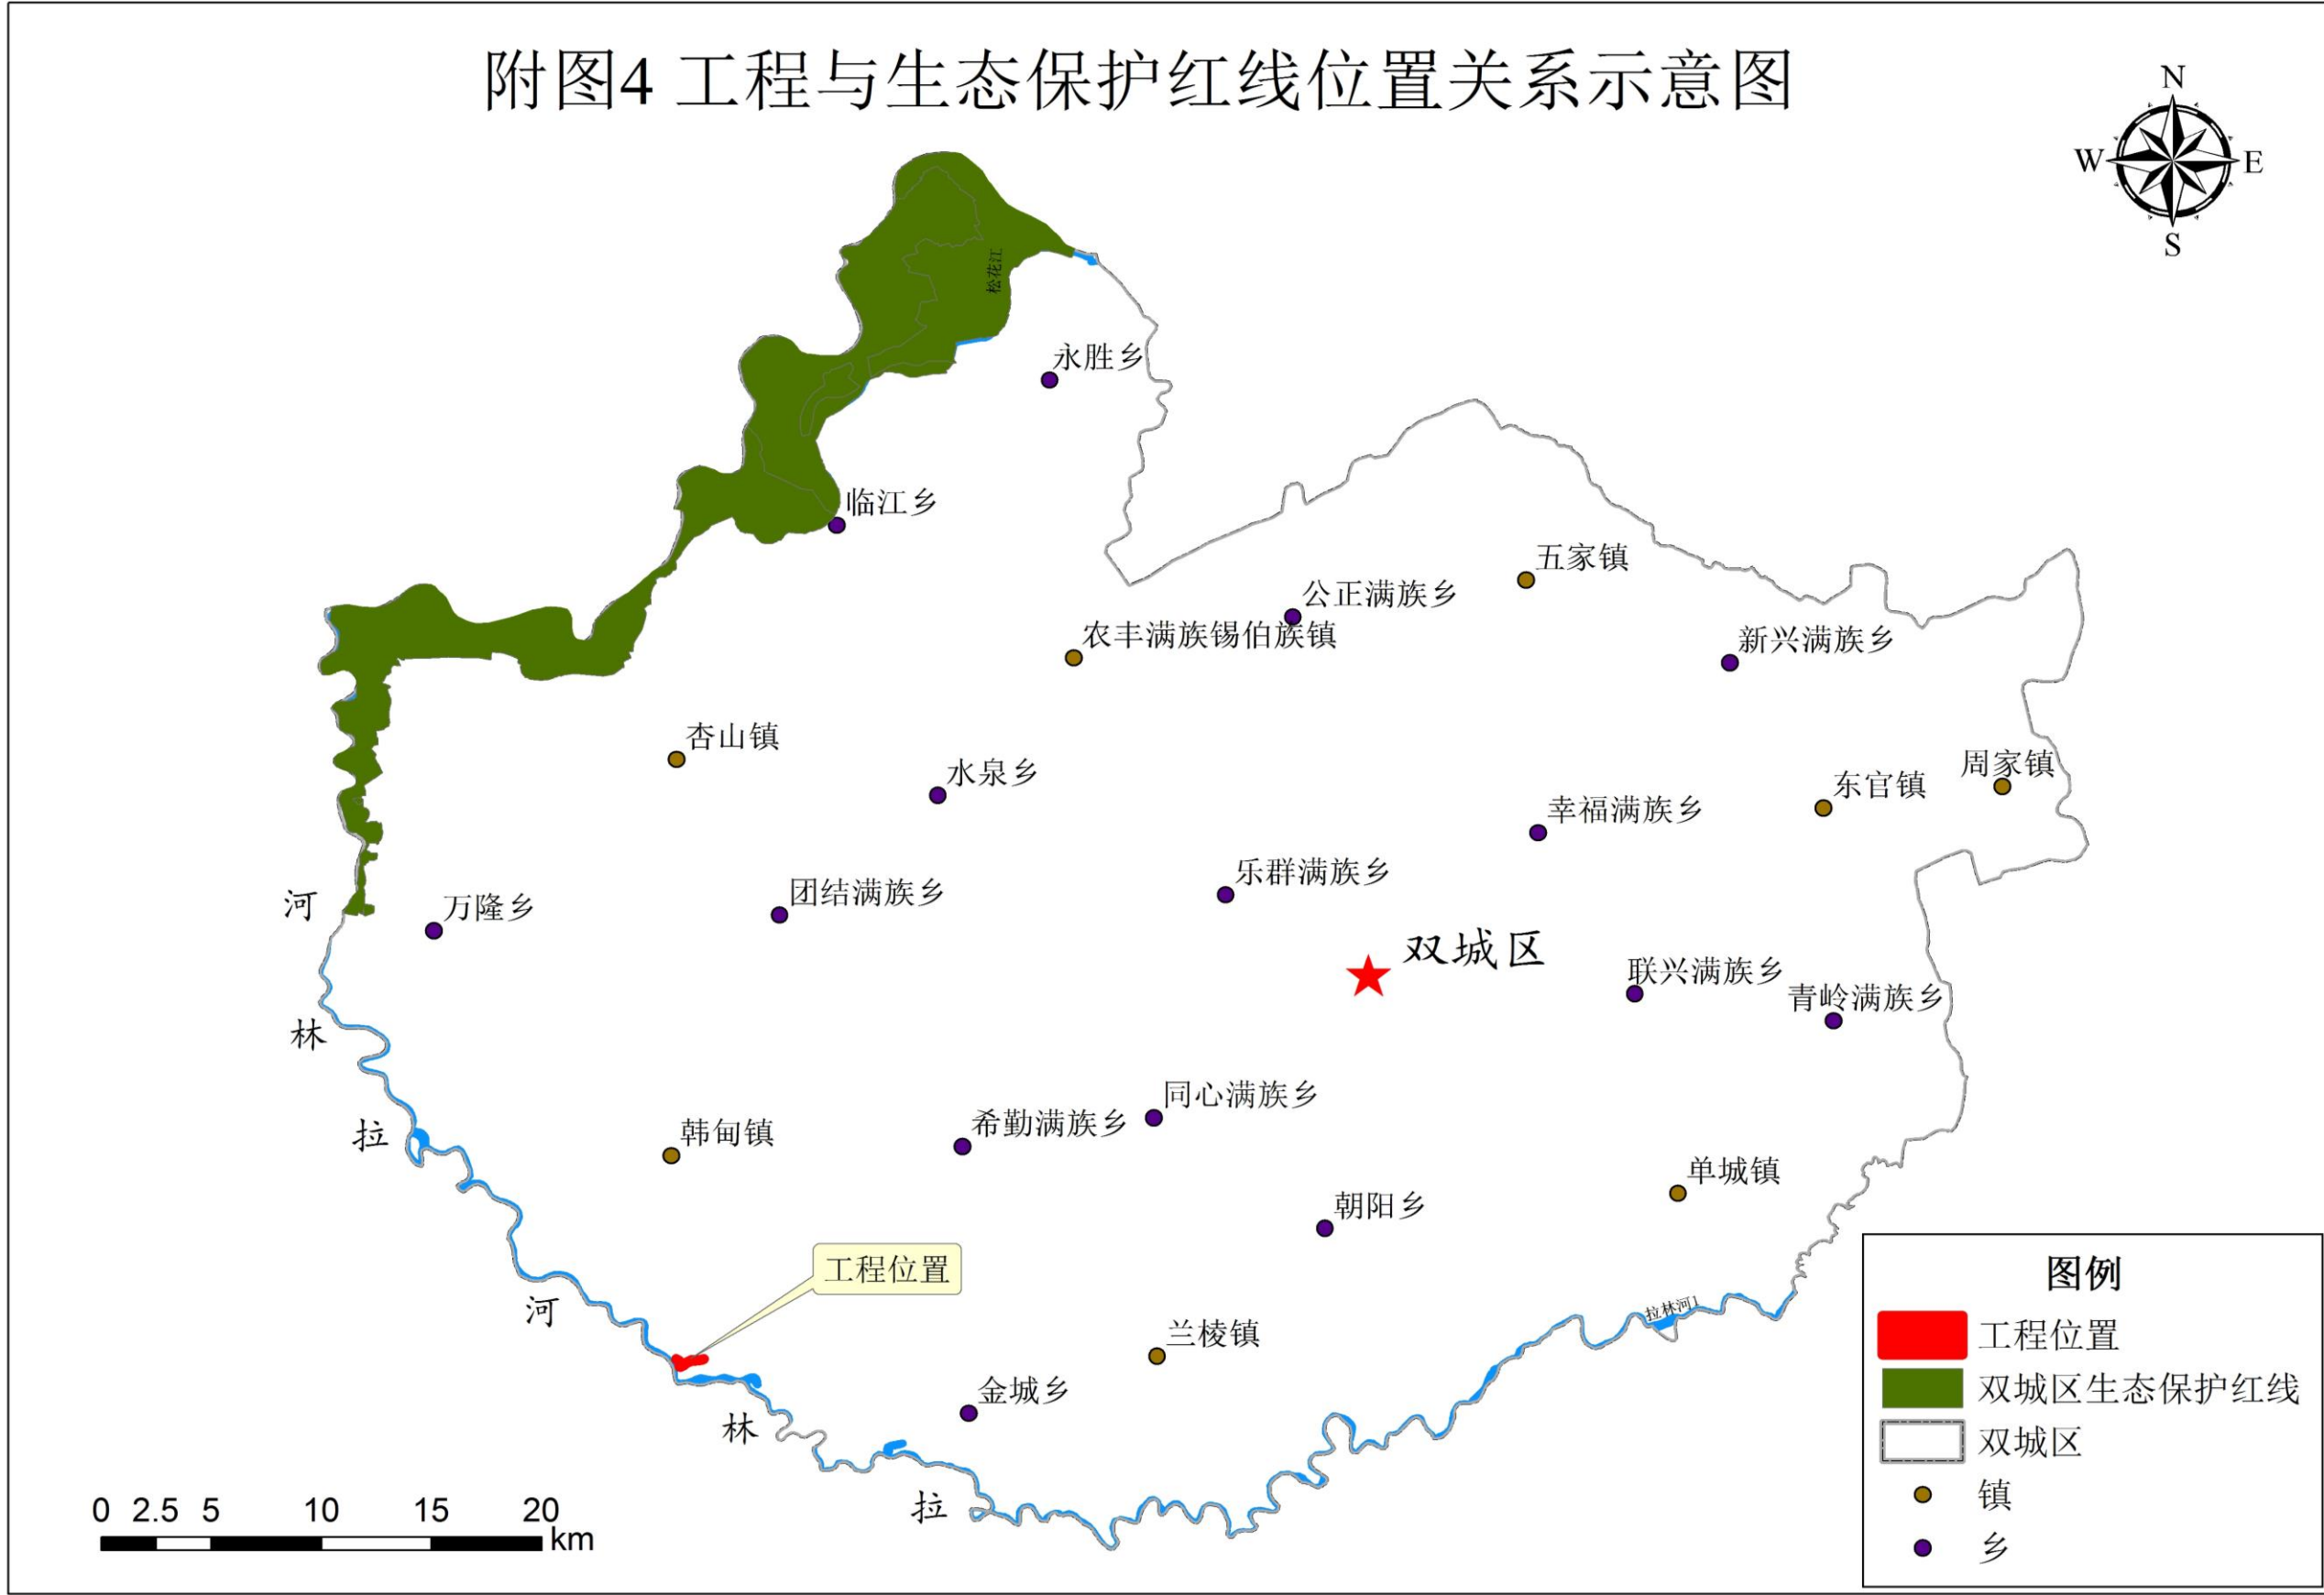 附图4 工程与生态保护红线位置关系示意图
N
W
E
S
松花江
永胜乡
临江乡
五家镇
公正满族乡
农丰满族锡伯族镇
新兴满族乡
杏山镇
水泉乡
周家镇
东官镇
幸福满族乡
乐群满族乡
团结满族乡
河
万隆乡
双城区
联兴满族乡
青岭满族乡
林
同心满族乡
希勤满族乡
韩甸镇
拉
单城镇
朝阳乡
工程位置
河
拉林河1
兰棱镇
金城乡
林
拉
图例
工程位置
双城区生态保护红线
双城区
镇
乡
0 2.5 5 10 15 20
km